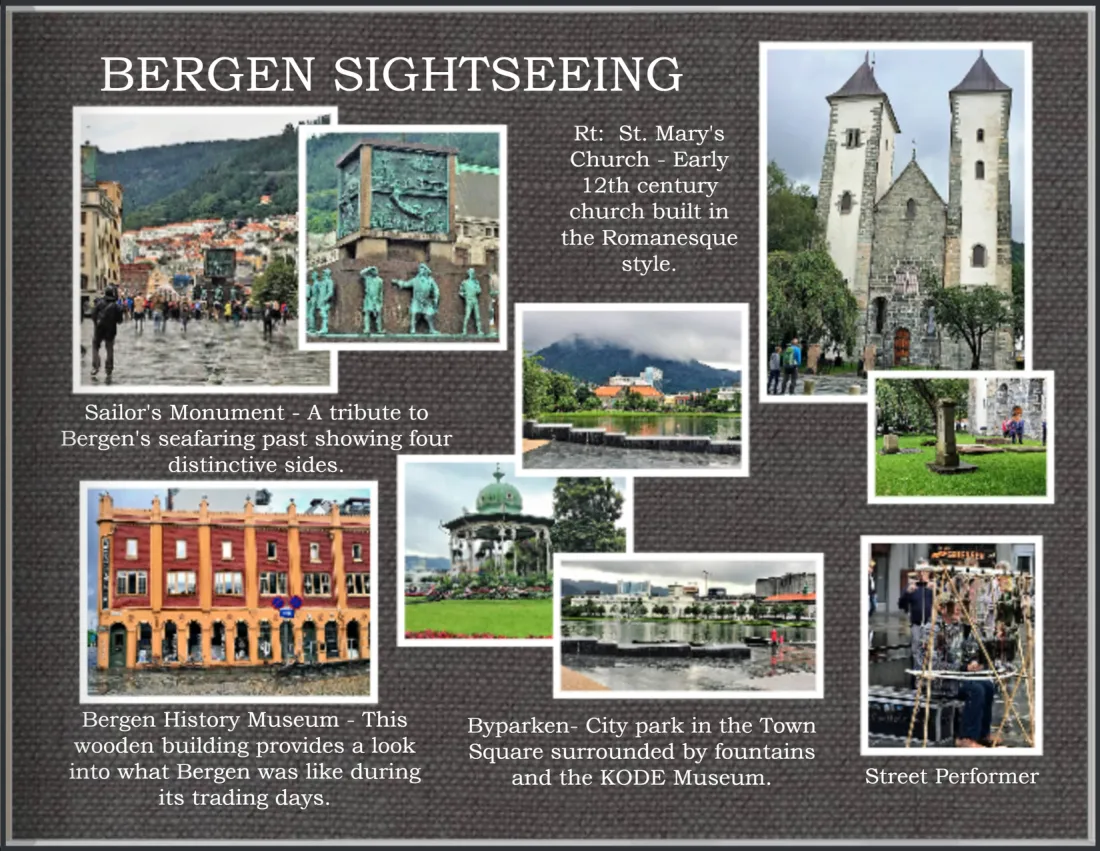 BERGEN SIGHTSEEING
Rt:  St. Mary's
Church - Early
12th century
church built in
the Romanesque
style.
Sailor's Monument - A tribute to
Bergen's seafaring past showing four
distinctive sides.
Bergen History Museum - This
wooden building provides a look
into what Bergen was like during
its trading days.
Byparken- City park in the Town
Square surrounded by fountains
and the KODE Museum.
Street Performer